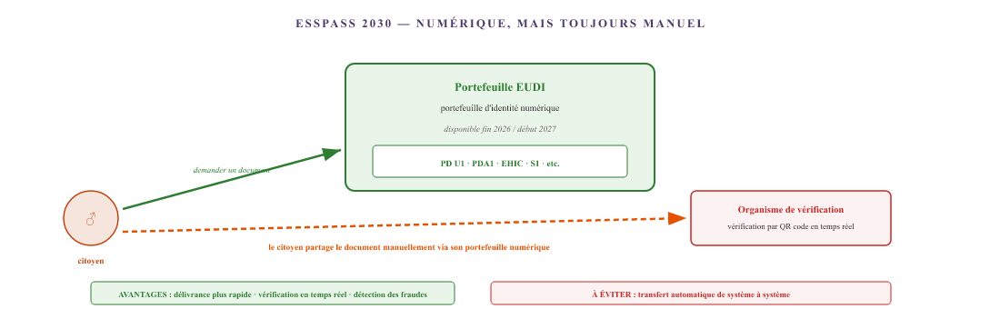 ESSPASS 2030 — NUMÉRIQUE, MAIS TOUJOURS MANUEL
Portefeuille EUDI
portefeuille d'identité numérique
disponible fin 2026 / début 2027
PD U1 · PDA1 · EHIC · S1 · etc.
demander un document
Organisme de vérification
vérification par QR code en temps réel
le citoyen partage le document manuellement via son portefeuille numérique
citoyen
AVANTAGES : délivrance plus rapide · vérification en temps réel · détection des fraudes
À ÉVITER : transfert automatique de système à système